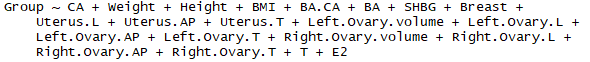 Group ~ CA + Weight + Height + BMI + BA.CA + BA + SHBG + Breast +
Uterus.L + Uterus.AP + Uterus.T + Left.Ovary.volume + Left.Ovary.L +
Left.Ovary.AP + Left.Ovary.T + Right.Ovary.volume + Right.Ovary.L +
Right.Ovary.AP + Right.Ovary.T + T + E2